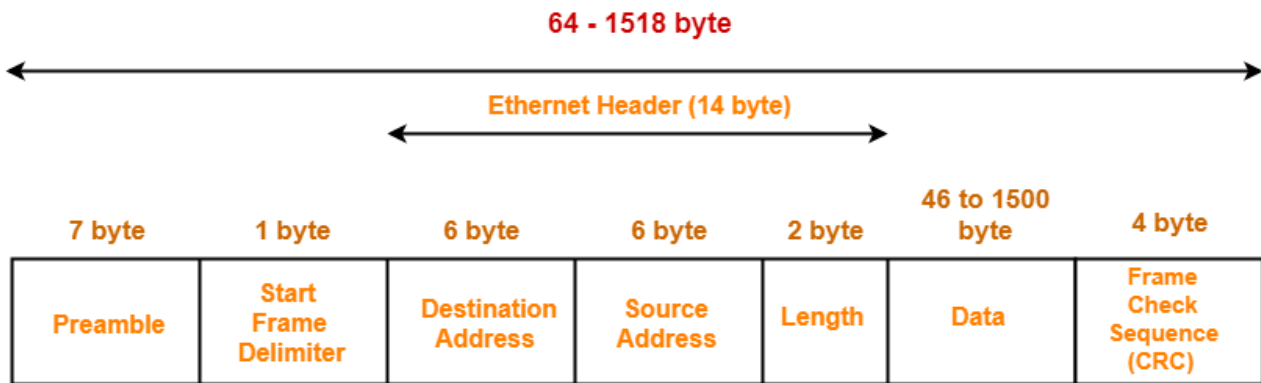 64 - 1518 byte
Ethernet Header (14 byte)
7 byte
1 byte
6 byte
6 byte
2 byte
46 to 1500
byte
4 byte
Preamble
Start
Frame
Delimiter
Destination
Address
Source
Address
Length
Data
Frame
Check
Sequence
(CRC)